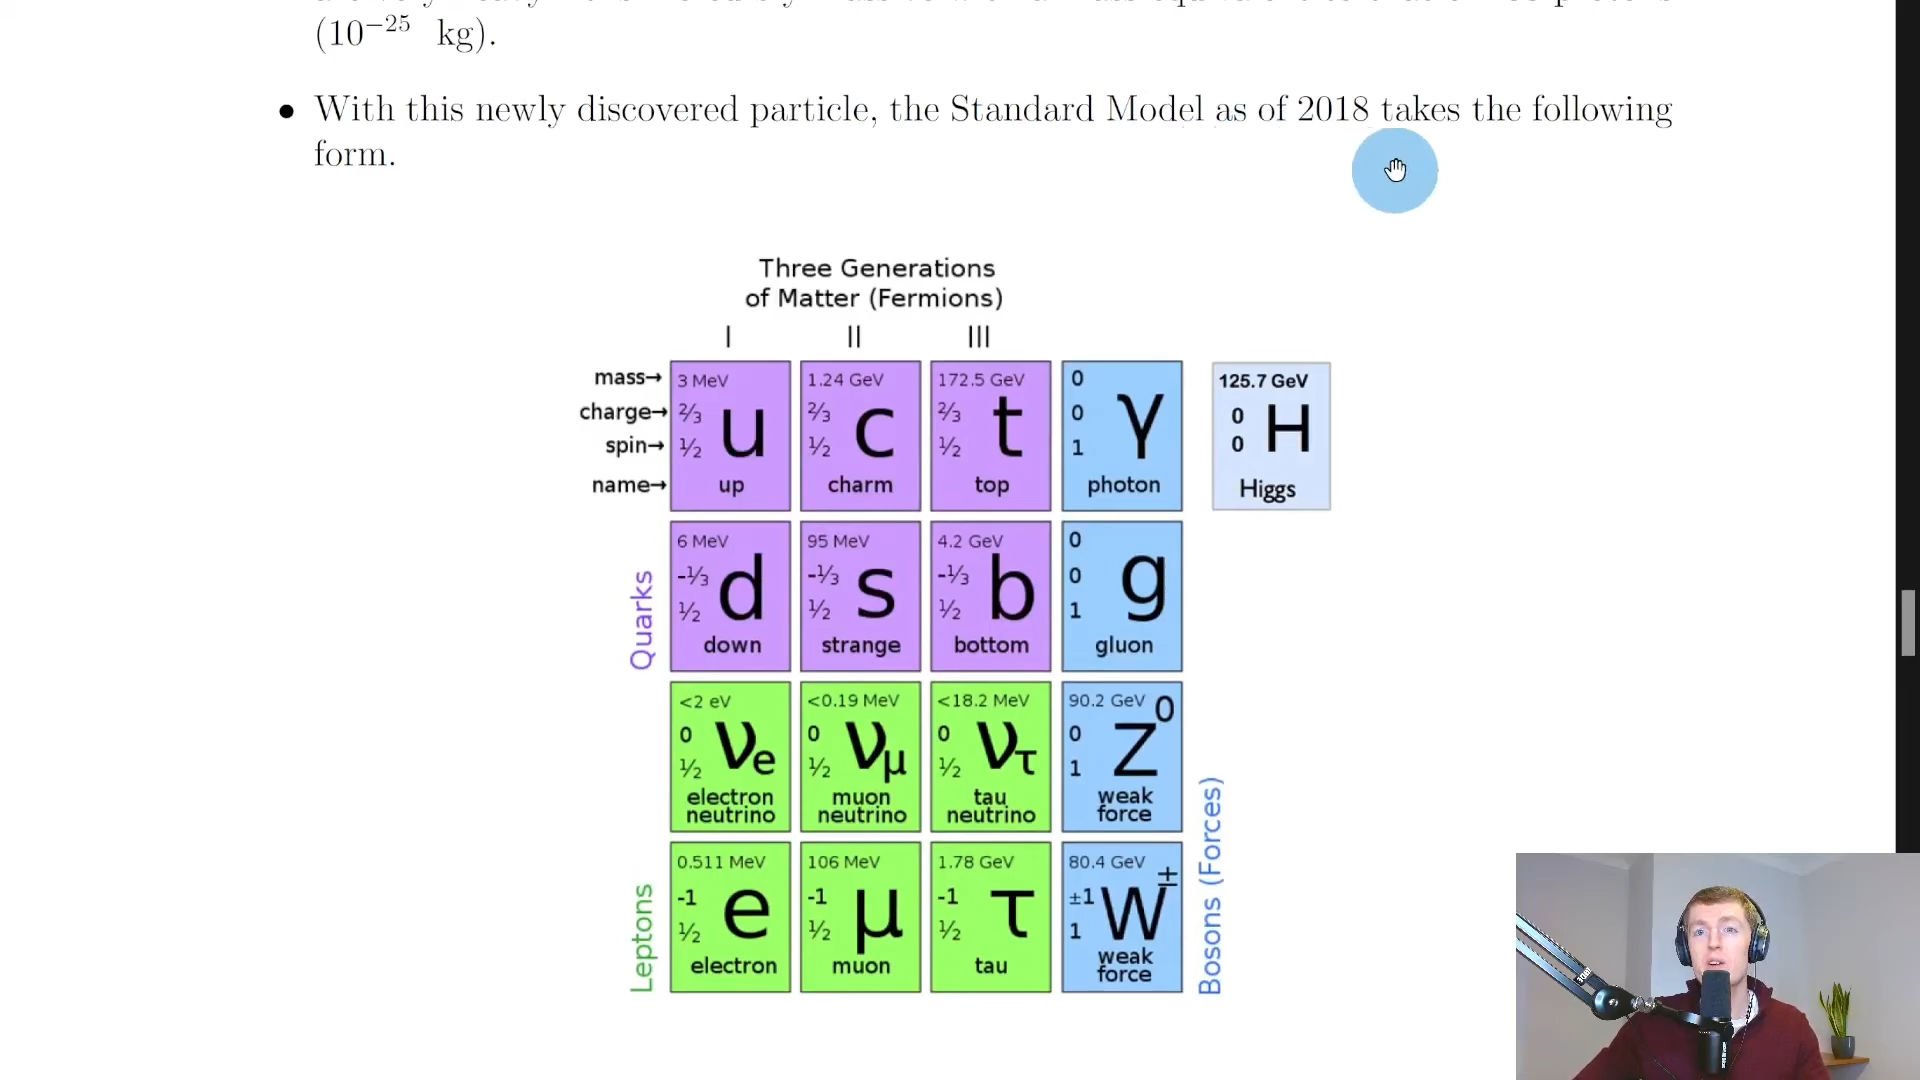 (10⁻²⁵ kg).
• With this newly discovered particle, the Standard Model as of 2018 takes the following
form.
Three Generations
of Matter (Fermions)
I II III
mass→ 3 MeV 1.24 GeV 172.5 GeV 0 125.7 GeV
charge→ ⅔ ⅔ ⅔ 0 0
spin→ ½ ½ ½ 1 0
u c t γ H
name→ up charm top photon Higgs
Quarks
6 MeV 95 MeV 4.2 GeV 0
-⅓ -⅓ -⅓ 0
½ ½ ½ 1
d s b g
down strange bottom gluon
<2 eV <0.19 MeV <18.2 MeV 90.2 GeV
0 0 0 0
½ ½ ½ 1
νe νμ ντ Z⁰
electron muon tau weak
neutrino neutrino neutrino force
Leptons
0.511 MeV 106 MeV 1.78 GeV 80.4 GeV
-1 -1 -1 ±1
½ ½ ½ 1
e μ τ W±
electron muon tau weak
force
Bosons (Forces)